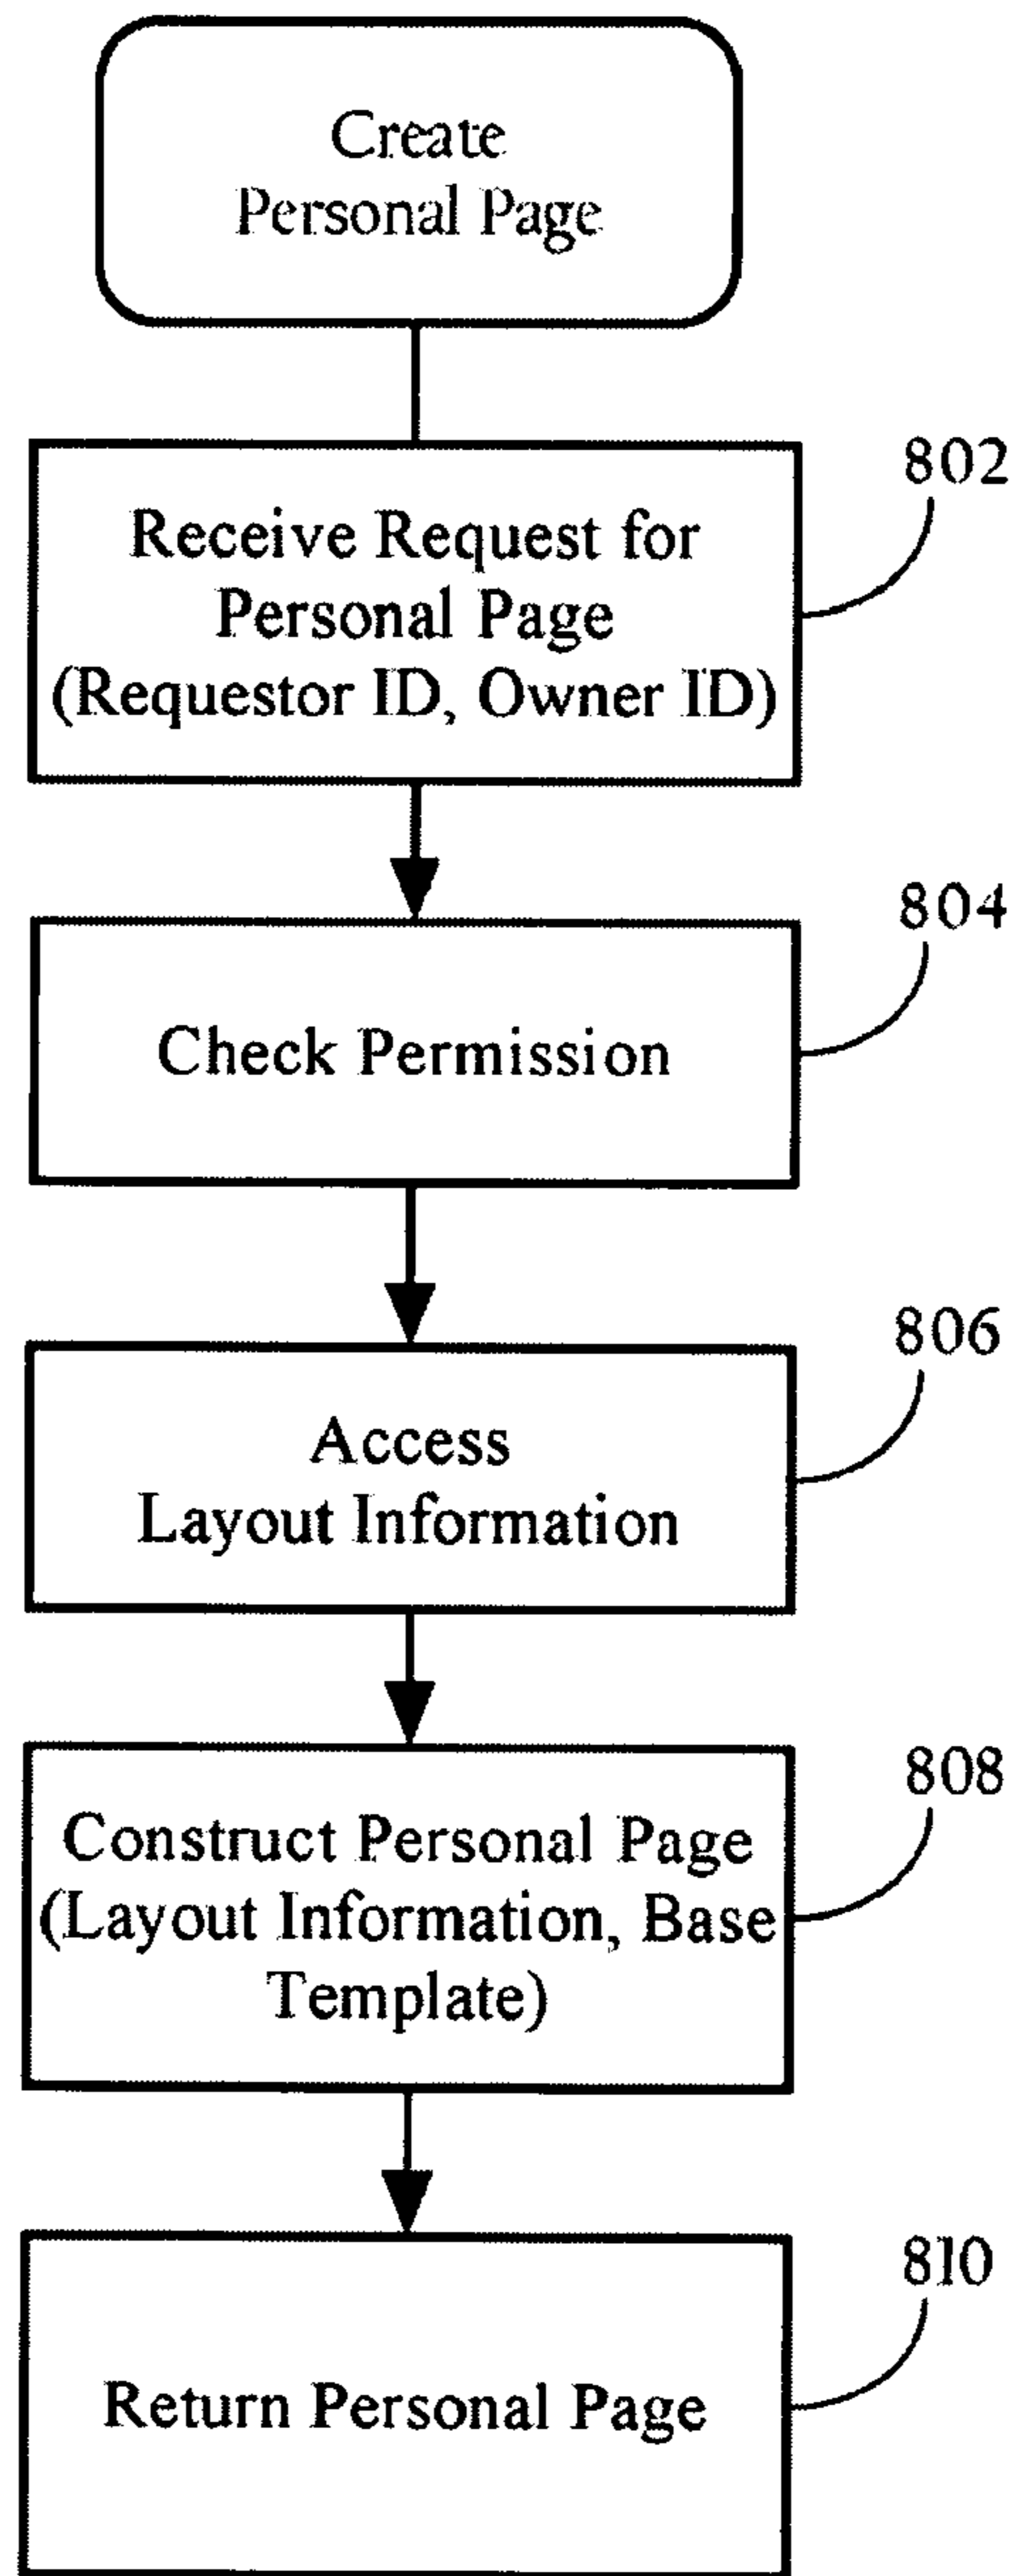 Create
Personal Page
802
Receive Request for
Personal Page
(Requestor ID, Owner ID)
804
Check Permission
806
Access
Layout Information
808
Construct Personal Page
(Layout Information, Base
Template)
810
Return Personal Page